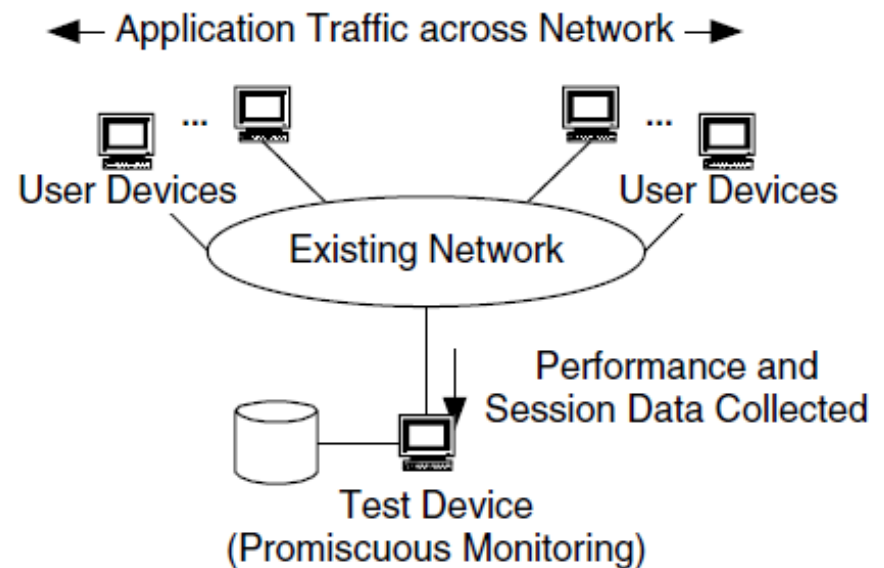 Application Traffic across Network
...
...
User Devices
User Devices
Existing Network
Performance and
Session Data Collected
Test Device
(Promiscuous Monitoring)